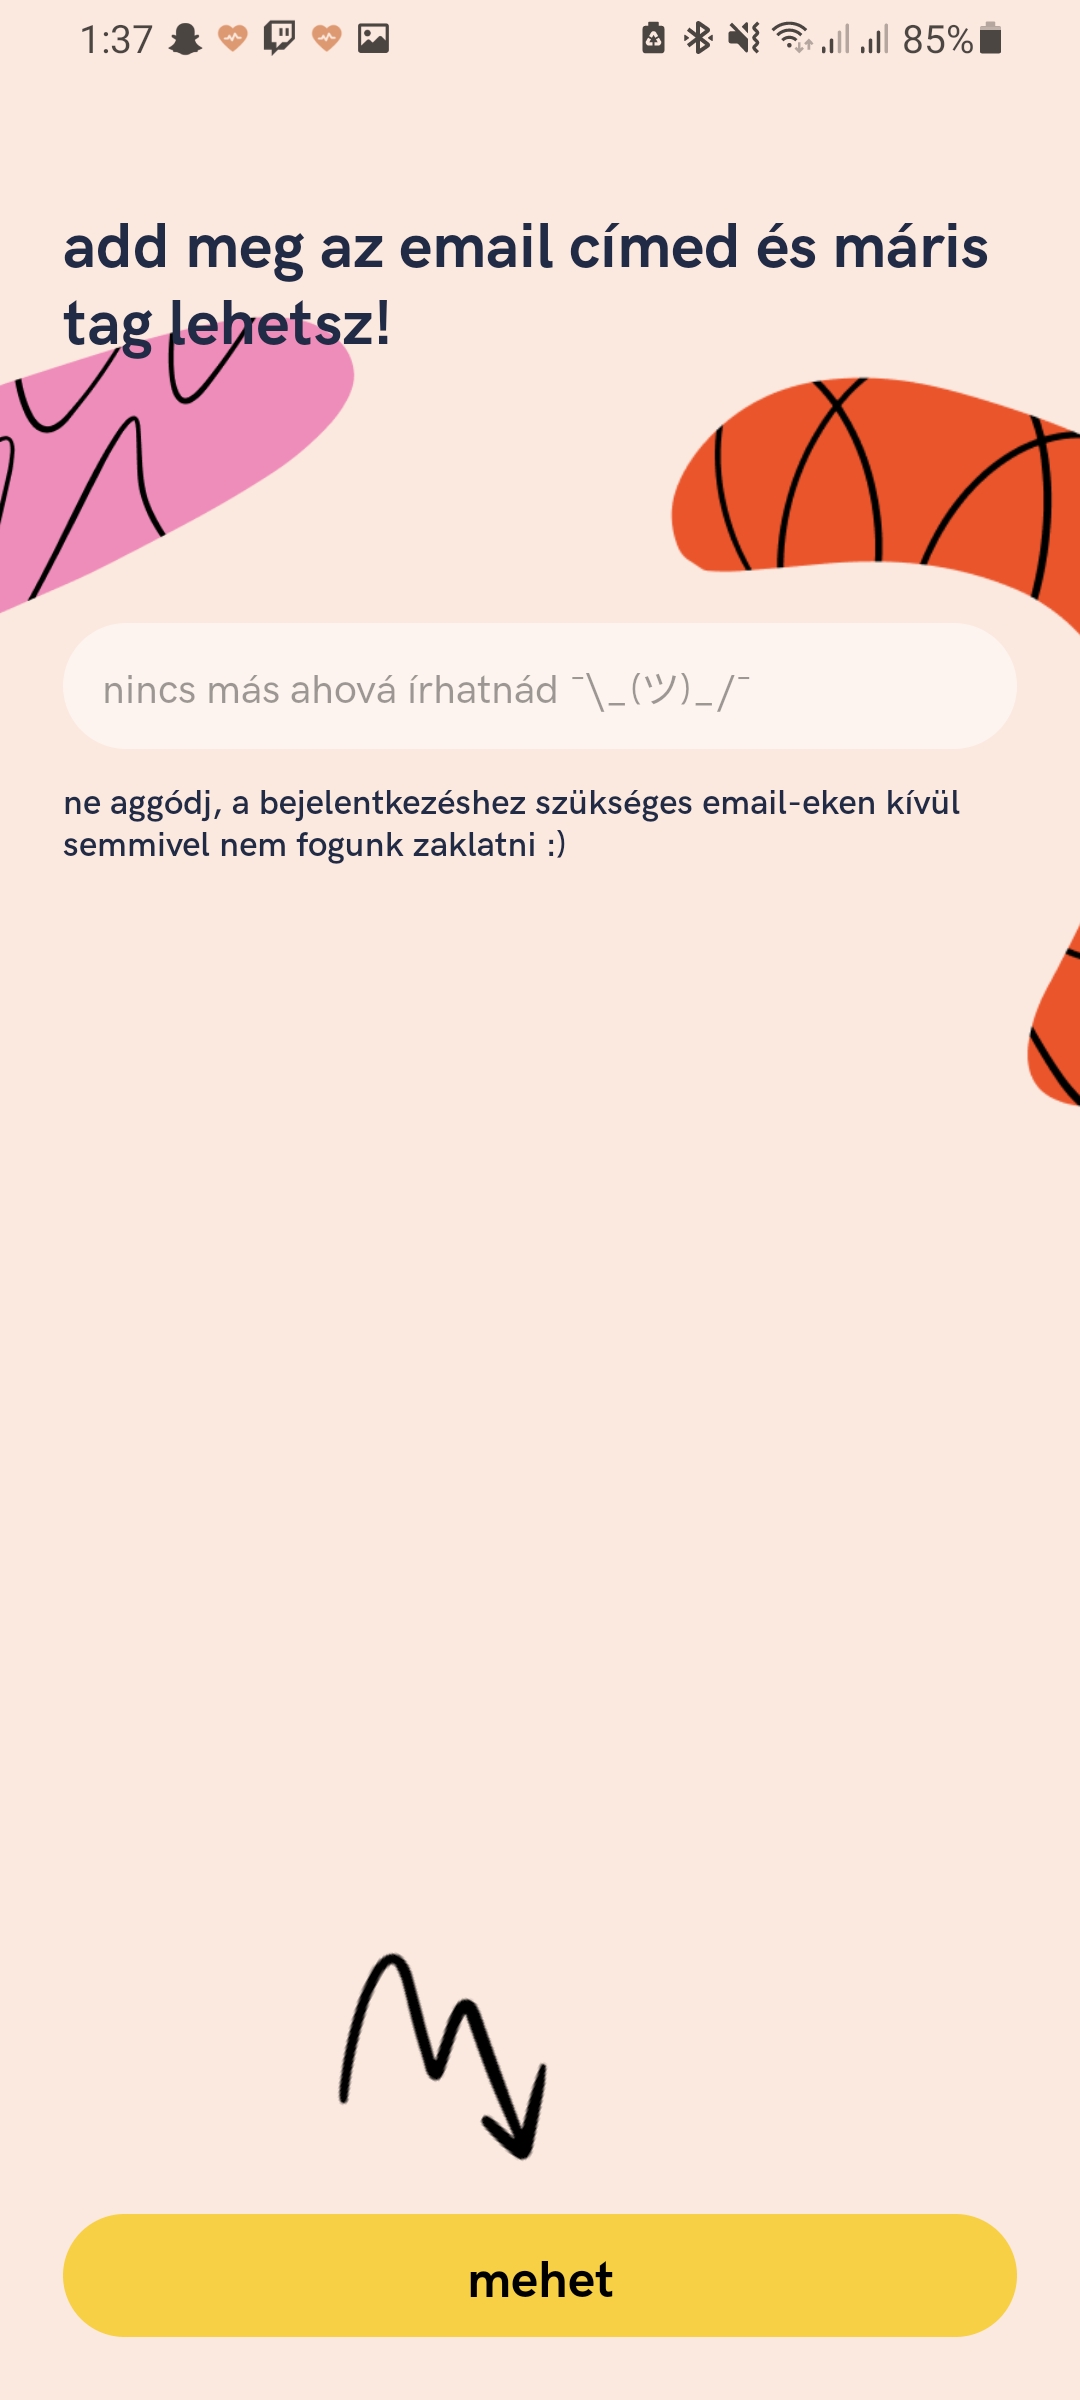 1:37
85%
add meg az email címed és máris
tag lehetsz!
nincs más ahová írhatnád ¯\_(ツ)_/¯
ne aggódj, a bejelentkezéshez szükséges email-eken kívül
semmivel nem fogunk zaklatni :)
mehet